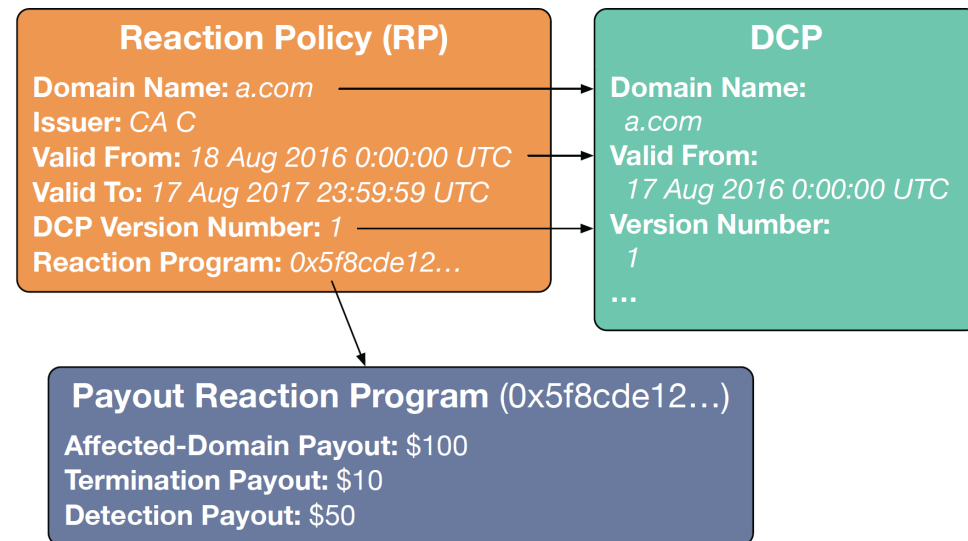 Reaction Policy (RP)
Domain Name: a.com
Issuer: CA C
Valid From: 18 Aug 2016 0:00:00 UTC
Valid To: 17 Aug 2017 23:59:59 UTC
DCP Version Number: 1
Reaction Program: 0x5f8cde12...
DCP
Domain Name:
a.com
Valid From:
17 Aug 2016 0:00:00 UTC
Version Number:
1
...
Payout Reaction Program (0x5f8cde12...)
Affected-Domain Payout: $100
Termination Payout: $10
Detection Payout: $50